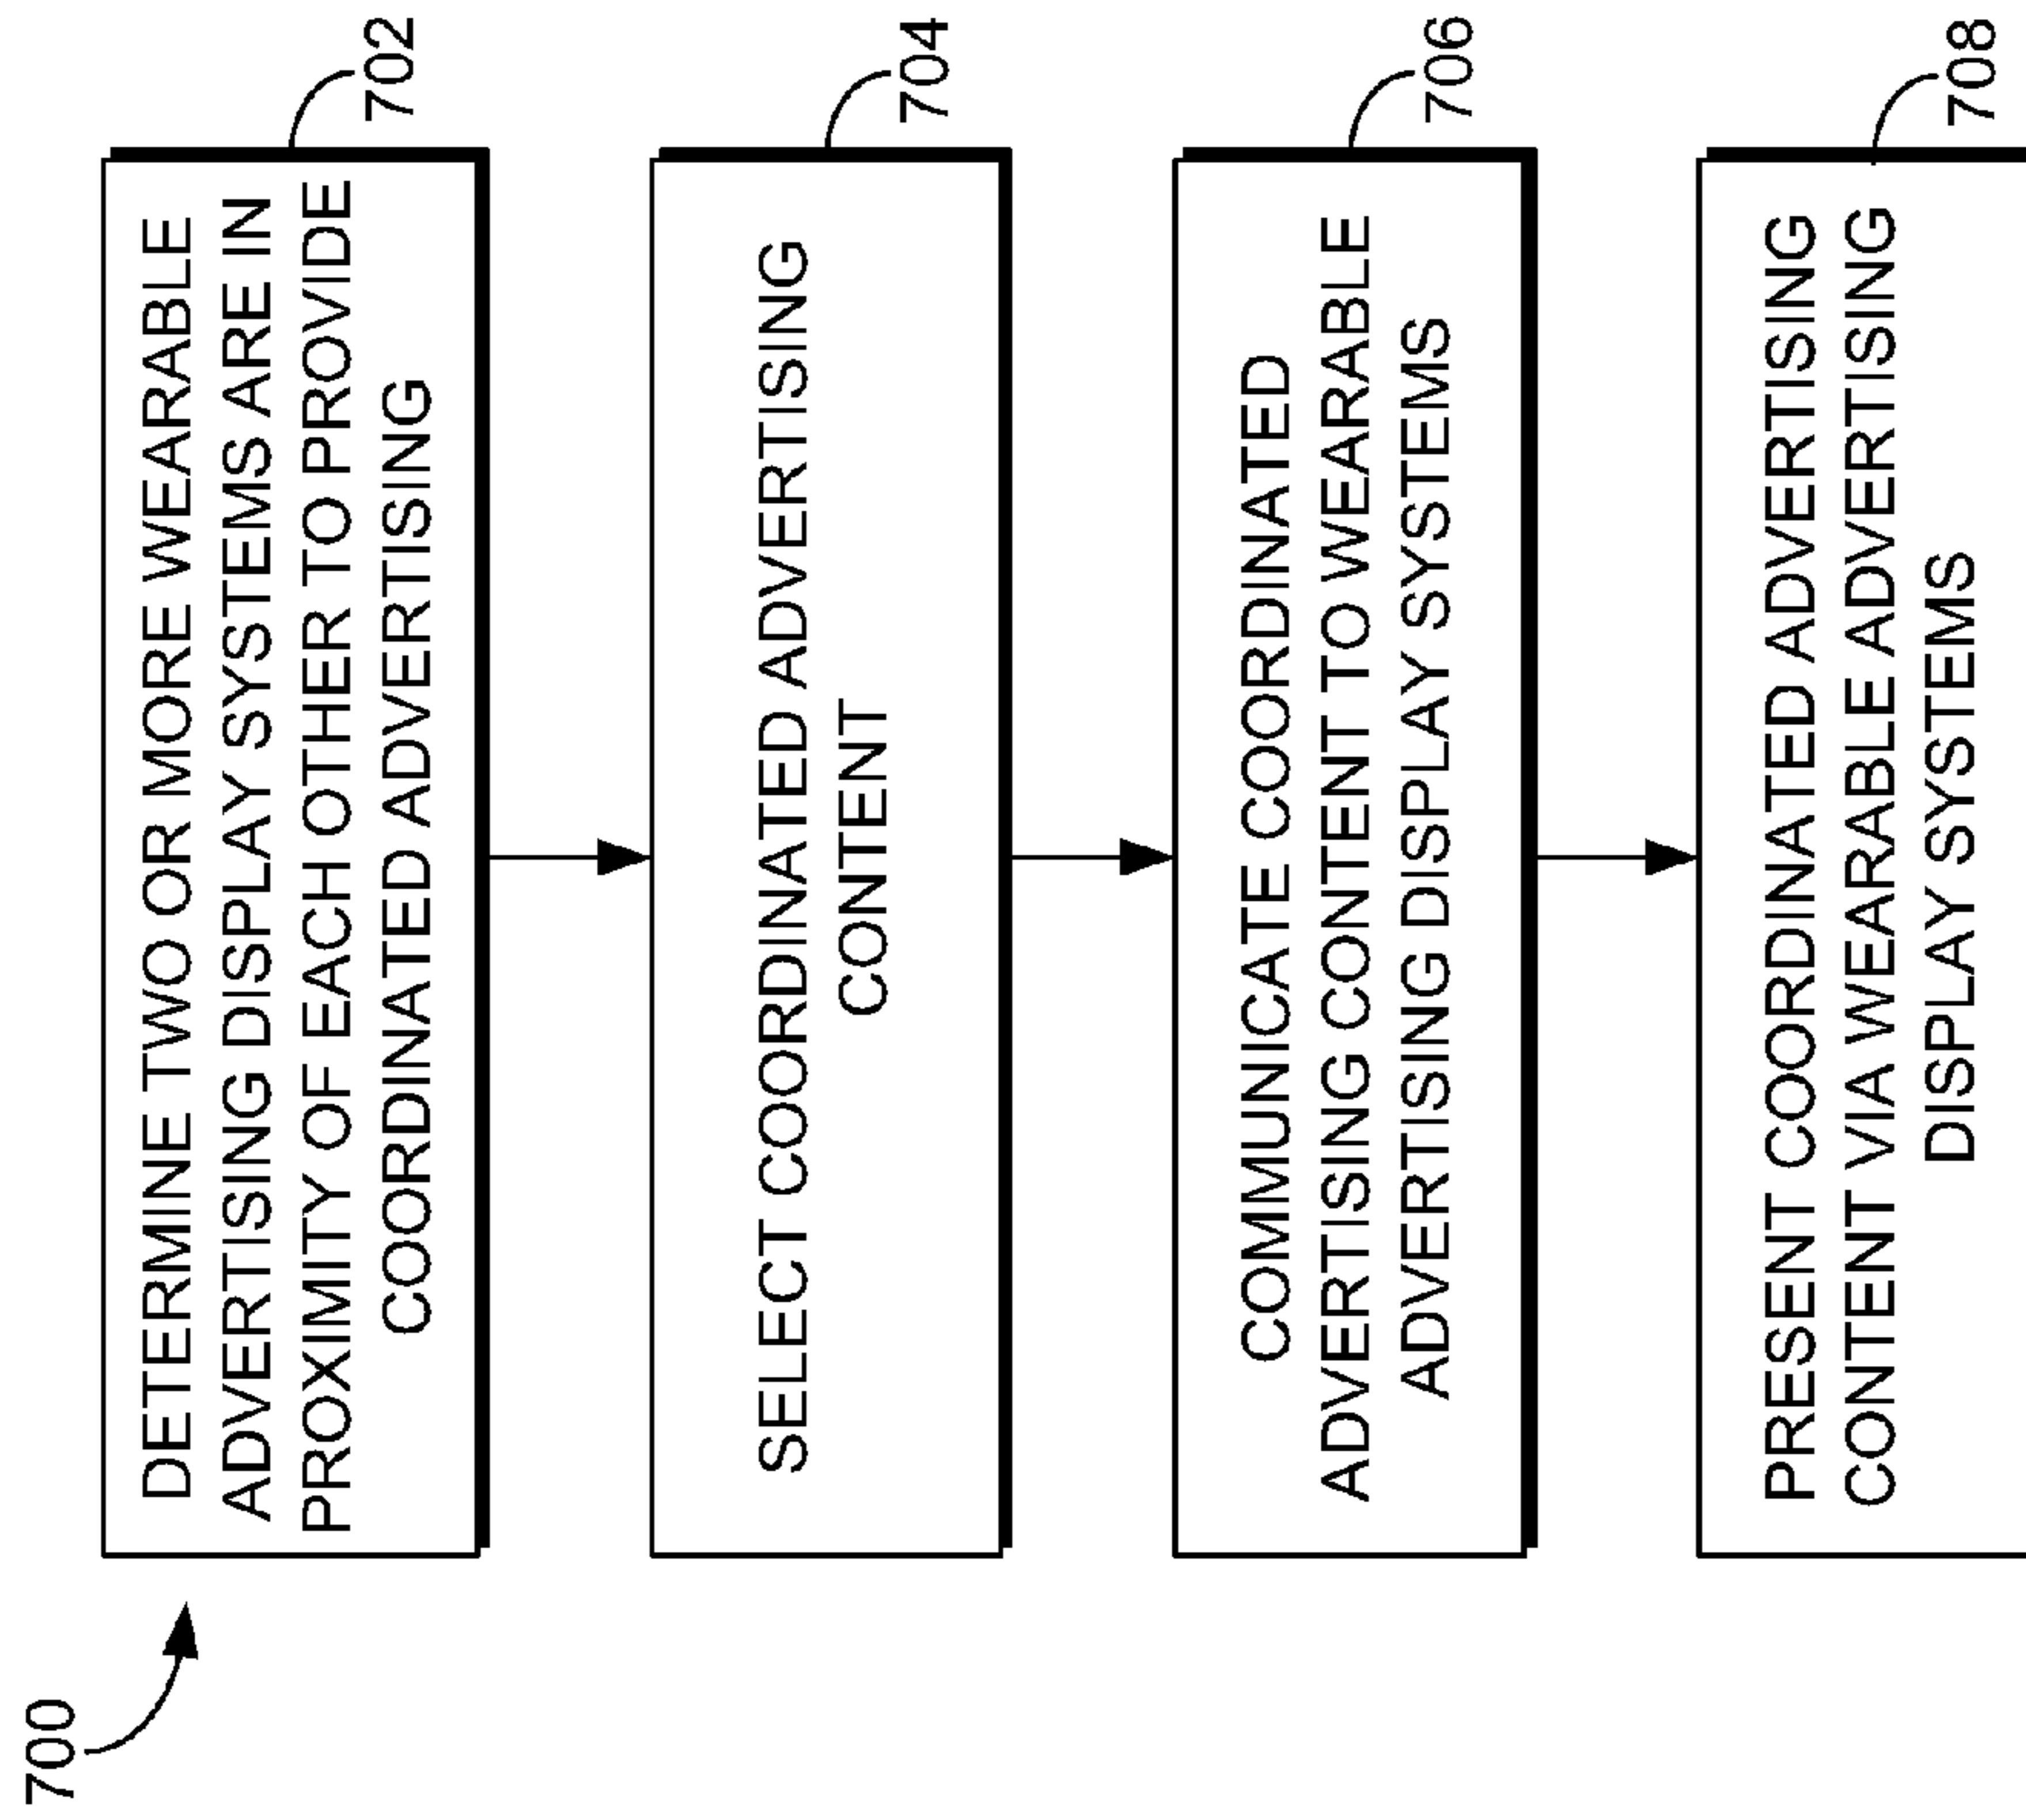 700
DETERMINE TWO OR MORE WEARABLE
ADVERTISING DISPLAY SYSTEMS ARE IN
PROXIMITY OF EACH OTHER TO PROVIDE
COORDINATED ADVERTISING
702
SELECT COORDINATED ADVERTISING
CONTENT
704
COMMUNICATE COORDINATED
ADVERTISING CONTENT TO WEARABLE
ADVERTISING DISPLAY SYSTEMS
706
PRESENT COORDINATED ADVERTISING
CONTENT VIA WEARABLE ADVERTISING
DISPLAY SYSTEMS
708